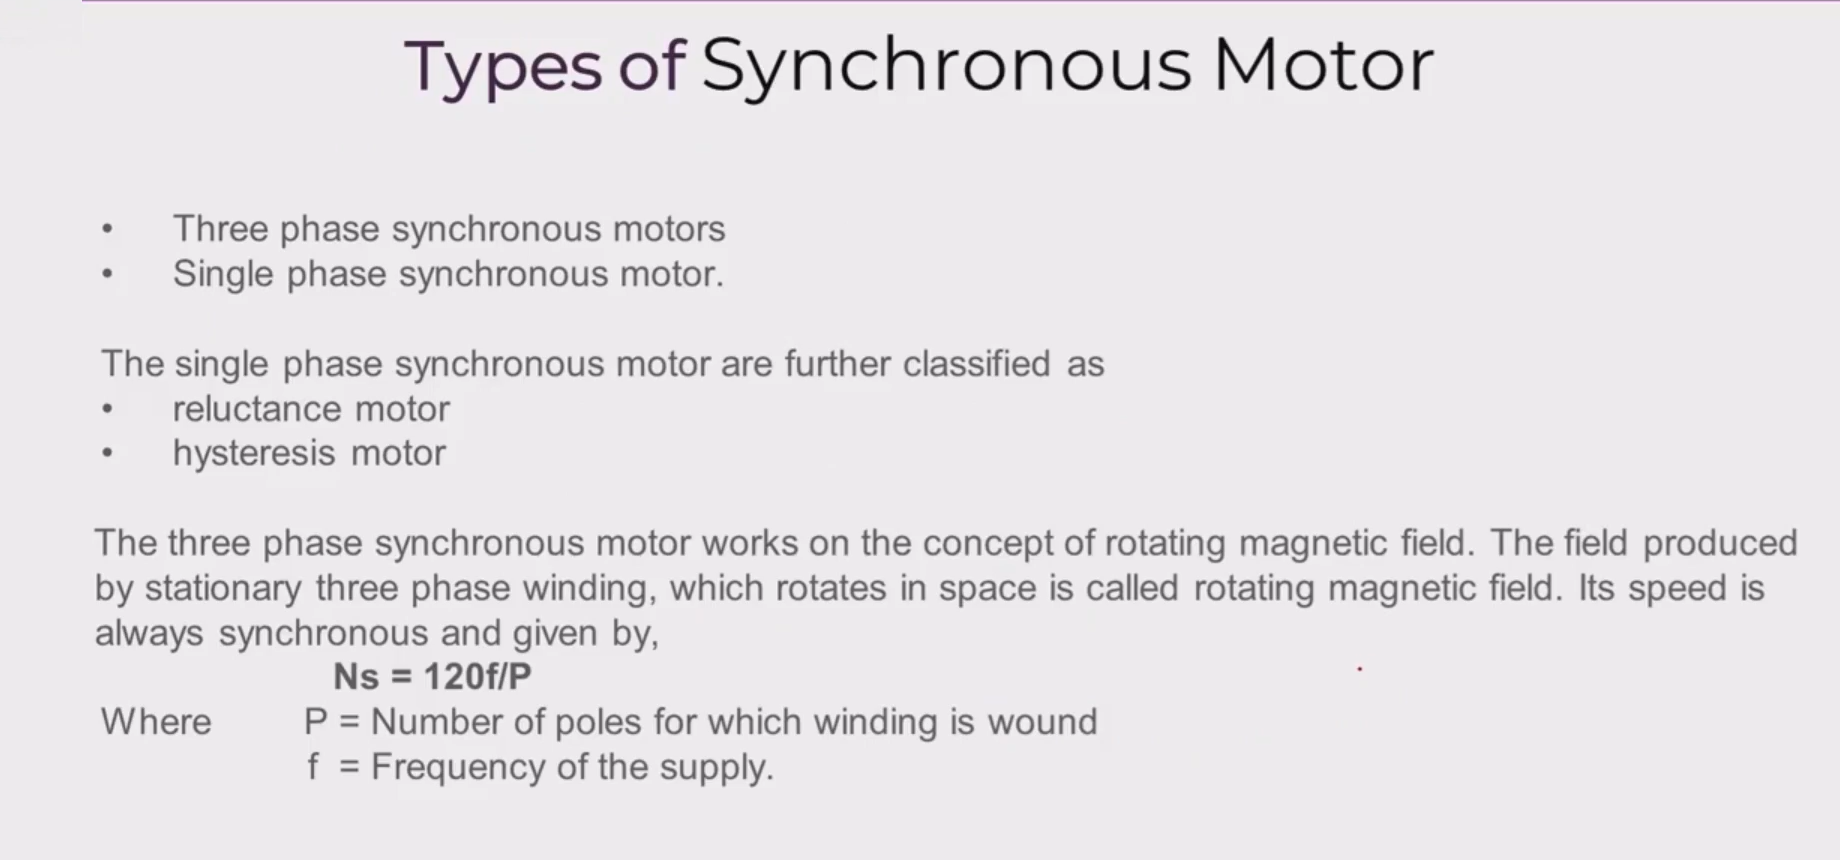 Types of Synchronous Motor
• Three phase synchronous motors
• Single phase synchronous motor.
The single phase synchronous motor are further classified as
• reluctance motor
• hysteresis motor
The three phase synchronous motor works on the concept of rotating magnetic field. The field produced
by stationary three phase winding, which rotates in space is called rotating magnetic field. Its speed is
always synchronous and given by,
Ns = 120f/P
Where P = Number of poles for which winding is wound
f = Frequency of the supply.